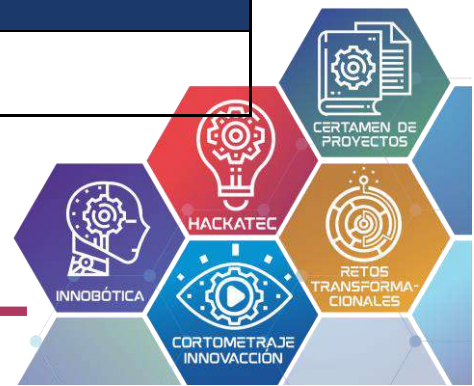 CERTAMEN DE
PROYECTOS
HACKATEC
RETOS
TRANSFORMA-
CIONALES
INNOBÓTICA
CORTOMETRAJE
INNOVACCIÓN